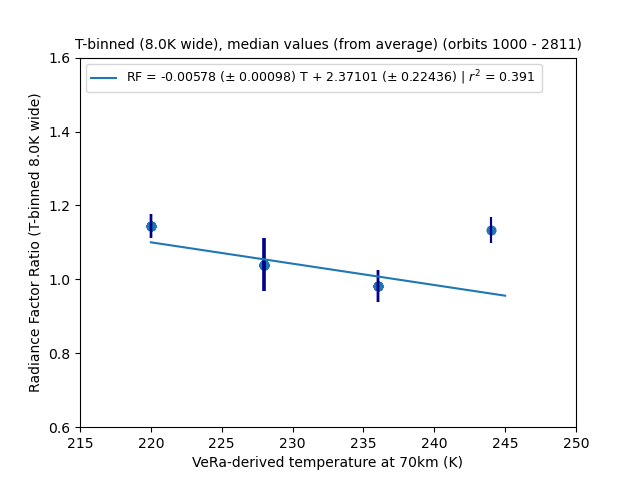 T-binned (8.0K wide), median values (from average) (orbits 1000 - 2811)
RF = -0.00578 (± 0.00098) T + 2.37101 (± 0.22436) | r² = 0.391
Radiance Factor Ratio (T-binned 8.0K wide)
1.6
1.4
1.2
1.0
0.8
0.6
215 220 225 230 235 240 245 250
VeRa-derived temperature at 70km (K)